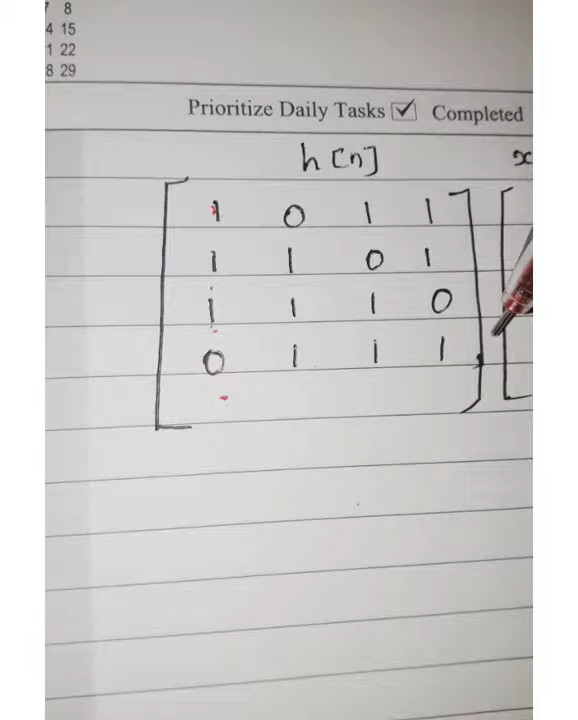 7 8
4 15
1 22
8 29
Prioritize Daily Tasks ☑ Completed
h[n] x
1 0 1 1
1 1 0 1
1 1 1 0
0 1 1 1